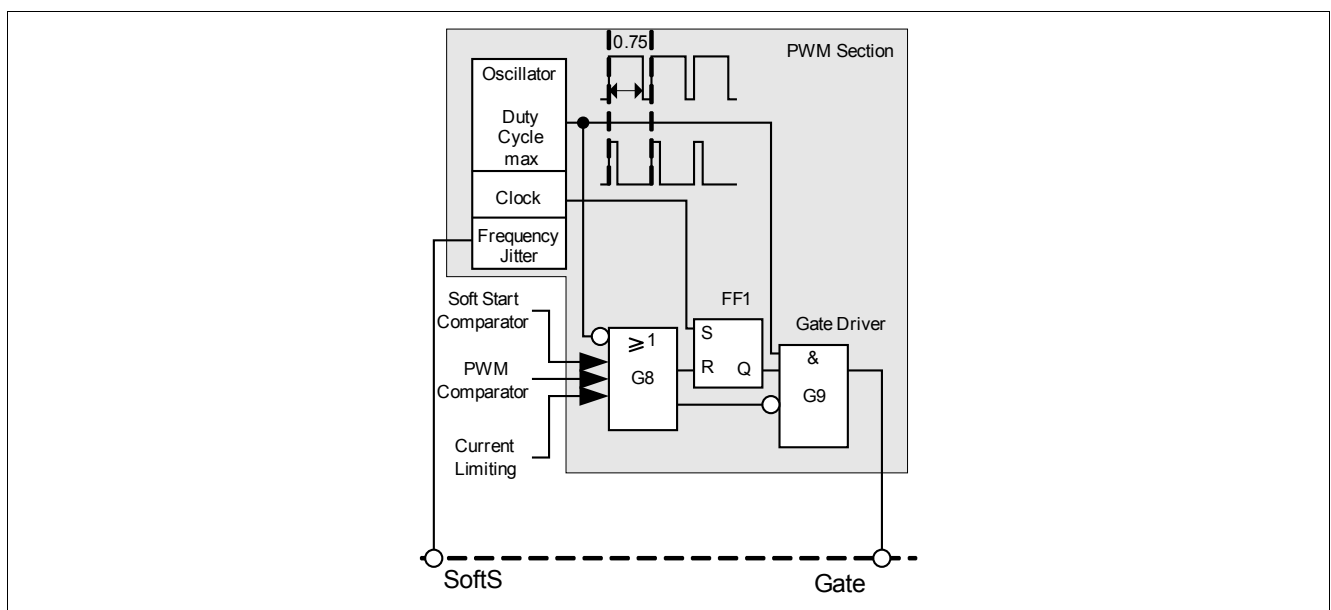 0.75
PWM Section
Oscillator
Duty
Cycle
max
Clock
Frequency
Jitter
Soft Start
Comparator
PWM
Comparator
Current
Limiting
≥1
G8
FF1
S
R Q
Gate Driver
&
G9
SoftS
Gate